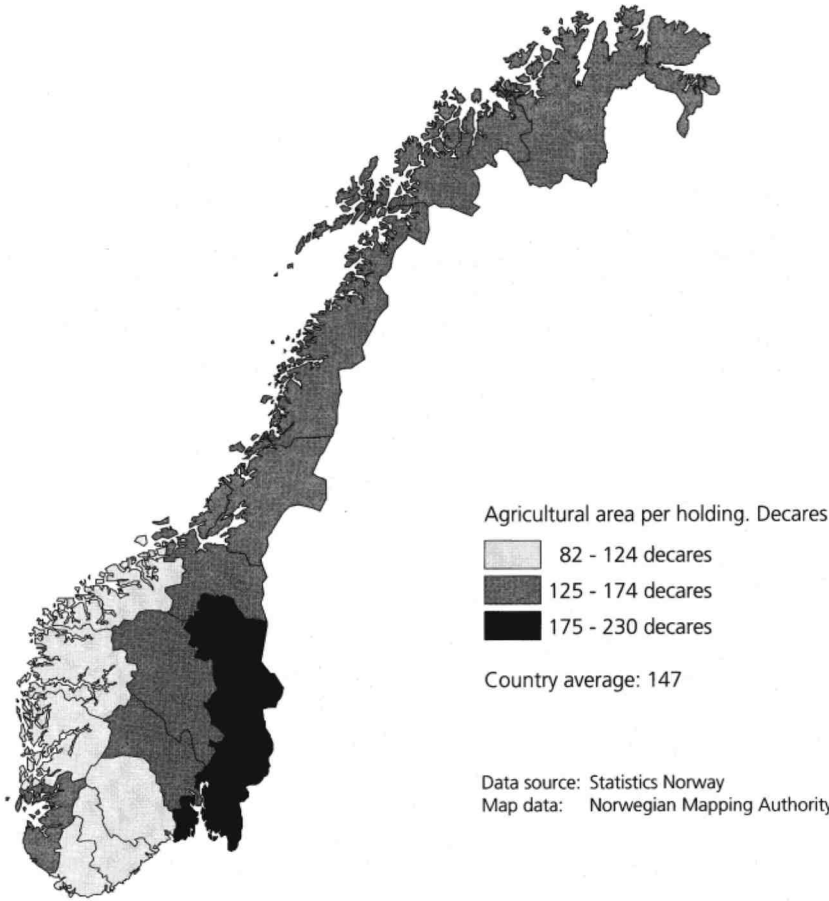 Agricultural area per holding. Decares
82 - 124 decares
125 - 174 decares
175 - 230 decares
Country average: 147
Data source: Statistics Norway
Map data: Norwegian Mapping Authority